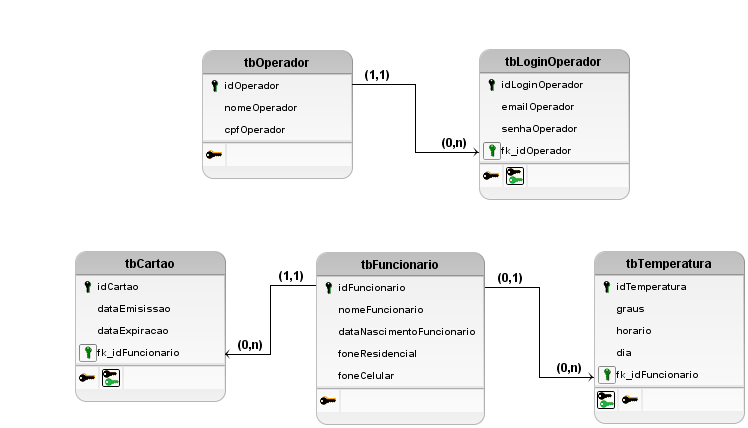 tbOperador
idOperador
nomeOperador
cpfOperador
(1,1)
(0,n)
tbLoginOperador
idLoginOperador
emailOperador
senhaOperador
fk_idOperador
tbCartao
idCartao
dataEmisissao
dataExpiracao
fk_idFuncionario
(1,1)
(0,n)
tbFuncionario
idFuncionario
nomeFuncionario
dataNascimentoFuncionario
foneResidencial
foneCelular
(0,1)
(0,n)
tbTemperatura
idTemperatura
graus
horario
dia
fk_idFuncionario